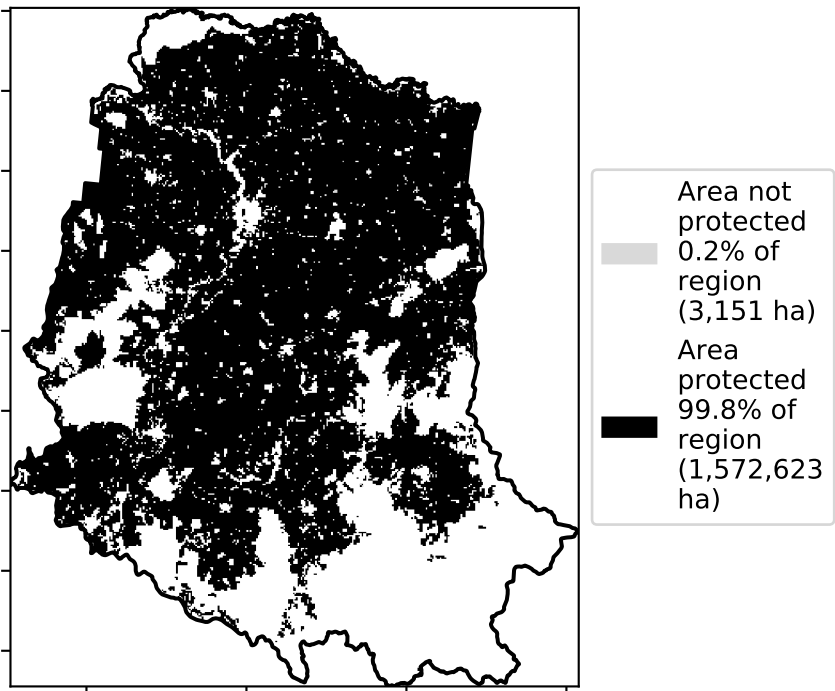 Area not
protected
0.2% of
region
(3,151 ha)
Area
protected
99.8% of
region
(1,572,623
ha)